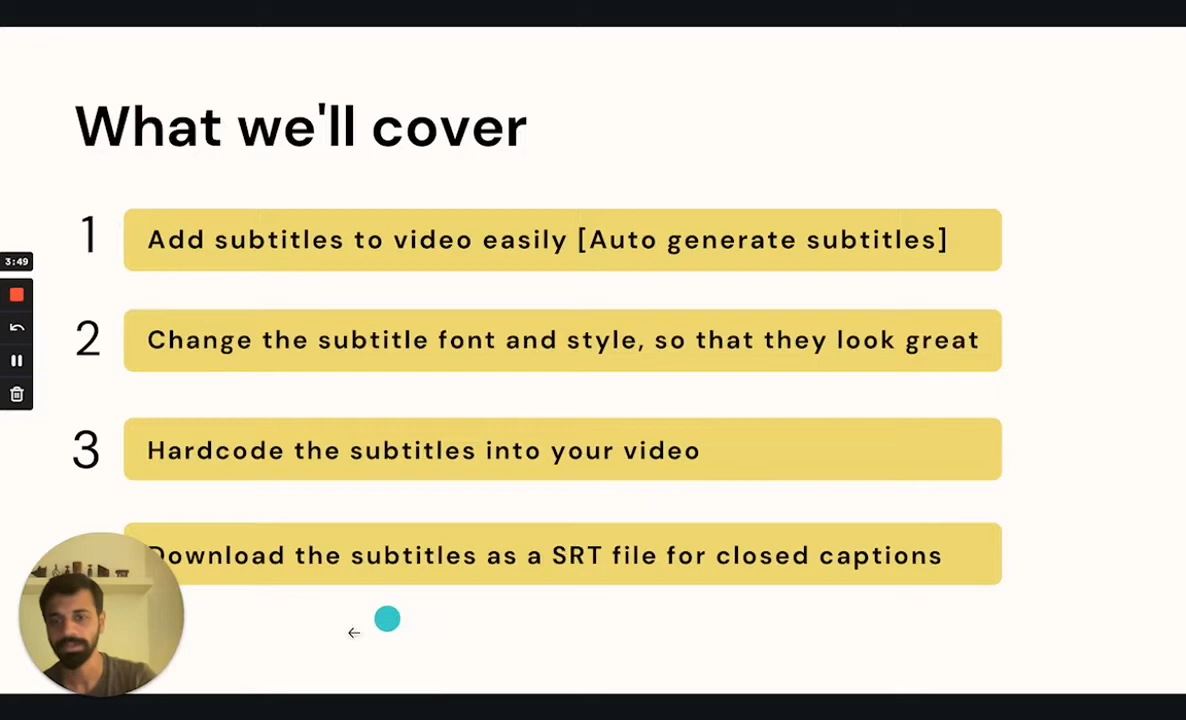 What we'll cover
1 Add subtitles to video easily [Auto generate subtitles]
3:49
2 Change the subtitle font and style, so that they look great
3 Hardcode the subtitles into your video
Download the subtitles as a SRT file for closed captions